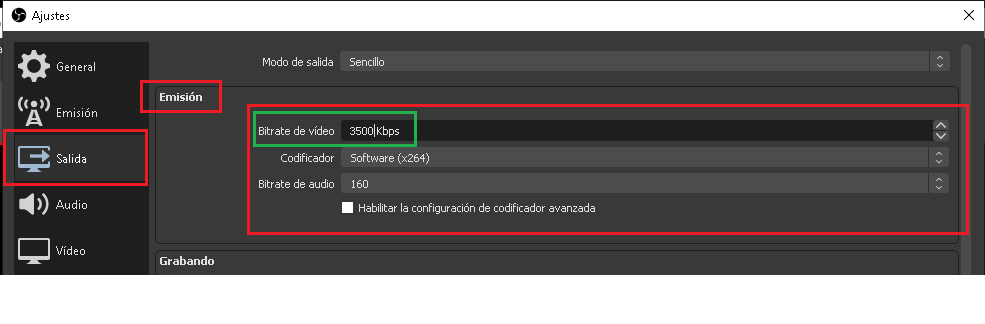 Ajustes
General
Emisión
Salida
Audio
Vídeo
Modo de salida Sencillo
Emisión
Bitrate de vídeo 3500 Kbps
Codificador Software (x264)
Bitrate de audio 160
Habilitar la configuración de codificador avanzada
Grabando